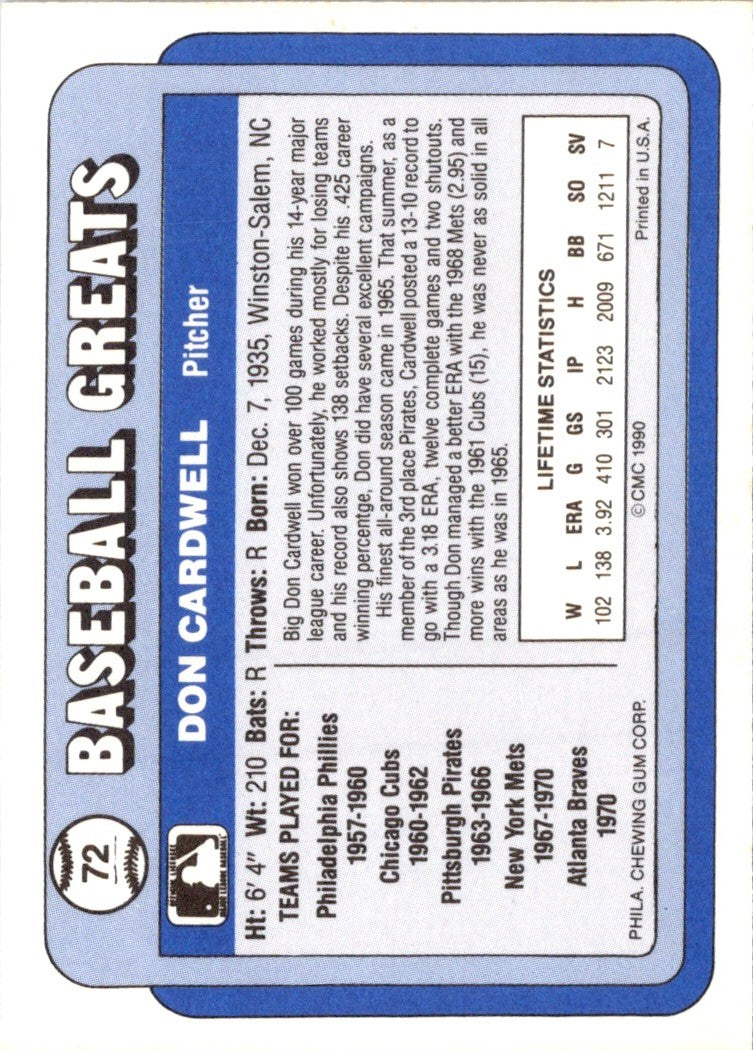 72
BASEBALL GREATS
DON CARDWELL Pitcher
Ht: 6' 4" Wt: 210 Bats: R Throws: R Born: Dec. 7, 1935, Winston-Salem, NC
TEAMS PLAYED FOR:
Philadelphia Phillies
1957-1960
Chicago Cubs
1960-1962
Pittsburgh Pirates
1963-1966
New York Mets
1967-1970
Atlanta Braves
1970
Big Don Cardwell won over 100 games during his 14-year major
league career. Unfortunately, he worked mostly for losing teams
and his record also shows 138 setbacks. Despite his .425 career
winning percentge, Don did have several excellent campaigns.
His finest all-around season came in 1965. That summer, as a
member of the 3rd place Pirates, Cardwell posted a 13-10 record to
go with a 3.18 ERA, twelve complete games and two shutouts.
Though Don managed a better ERA with the 1968 Mets (2.95) and
more wins with the 1961 Cubs (15), he was never as solid in all
areas as he was in 1965.
LIFETIME STATISTICS
W L ERA G GS IP H BB SO SV
102 138 3.92 410 301 2123 2009 671 1211 7
PHILA. CHEWING GUM CORP. © CMC 1990 Printed in U.S.A.